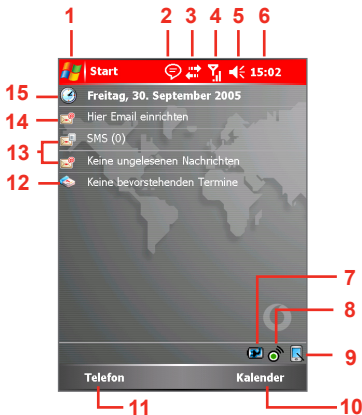 1 2 3 4 5 6
Start 15:02
15 Freitag, 30. September 2005
14 Hier Email einrichten
13 SMS (0)
Keine ungelesenen Nachrichten
12 Keine bevorstehenden Termine
7
8
9
Telefon Kalender
11 10